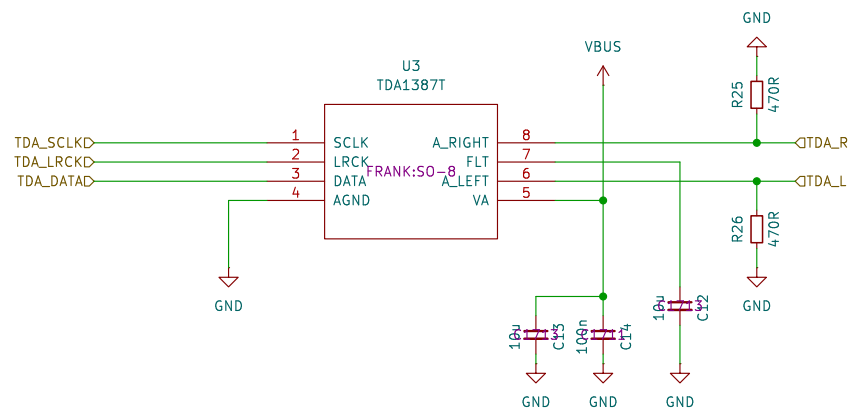 GND
VBUS
U3
TDA1387T
R25
470R
TDA_SCLK
1
SCLK
A_RIGHT
8
TDA_R
TDA_LRCK
2
LRCK
FLT
7
FRANK:SO-8
TDA_DATA
3
DATA
A_LEFT
6
TDA_L
4
AGND
VA
5
R26
470R
GND
GND
10u
C13
100n
C14
10u
C12
GND
GND
GND